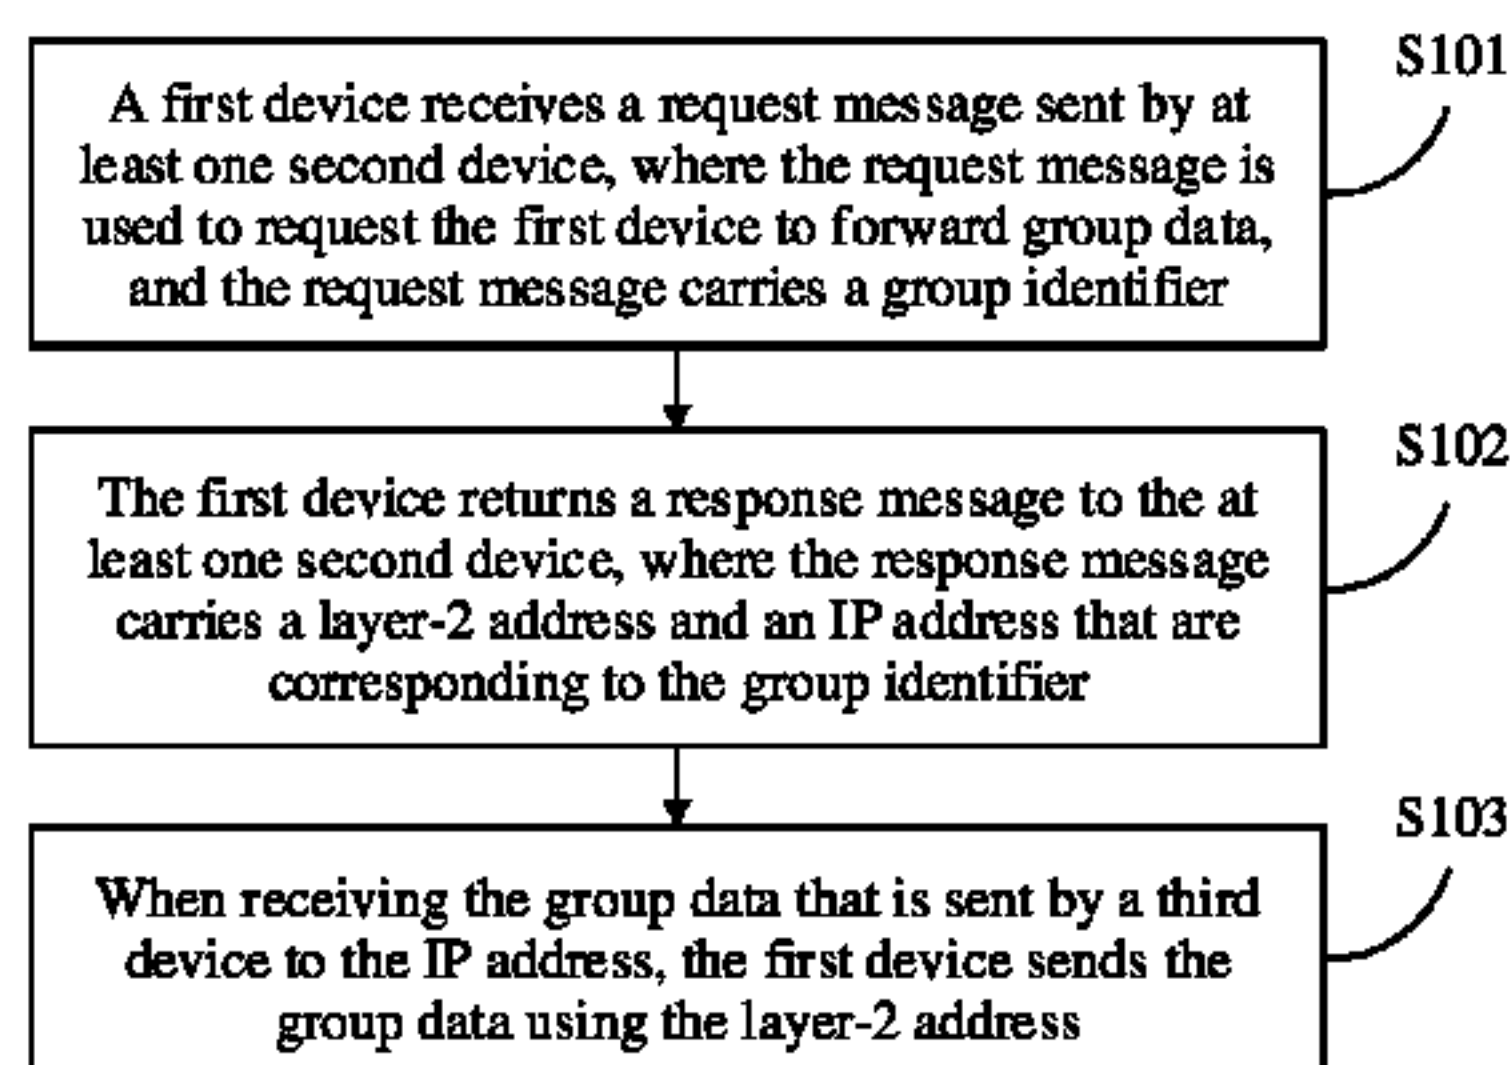 S101
A first device receives a request message sent by at
least one second device, where the request message is
used to request the first device to forward group data,
and the request message carries a group identifier
S102
The first device returns a response message to the at
least one second device, where the response message
carries a layer-2 address and an IP address that are
corresponding to the group identifier
S103
When receiving the group data that is sent by a third
device to the IP address, the first device sends the
group data using the layer-2 address